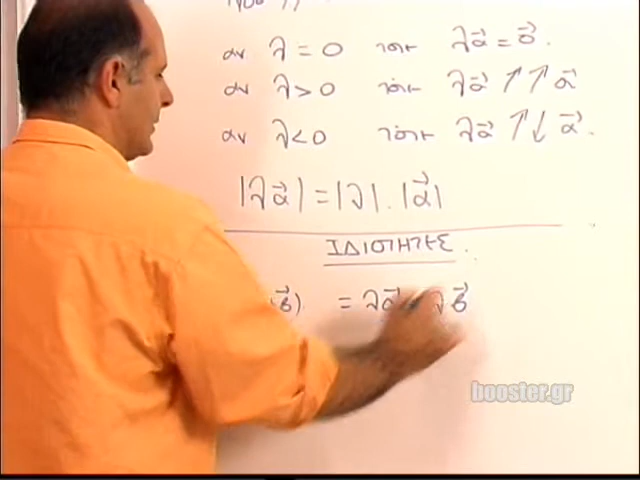 αν λ = 0 τότε λα⃗ = 0⃗.
αν λ > 0 τότε λα⃗ ↑↑ α⃗
αν λ < 0 τότε λα⃗ ↑↓ α⃗.
|λα⃗| = |λ| . |α⃗|
ΙΔΙΟΤΗΤΕΣ.
β⃗) = λα⃗ λβ⃗
booster.gr